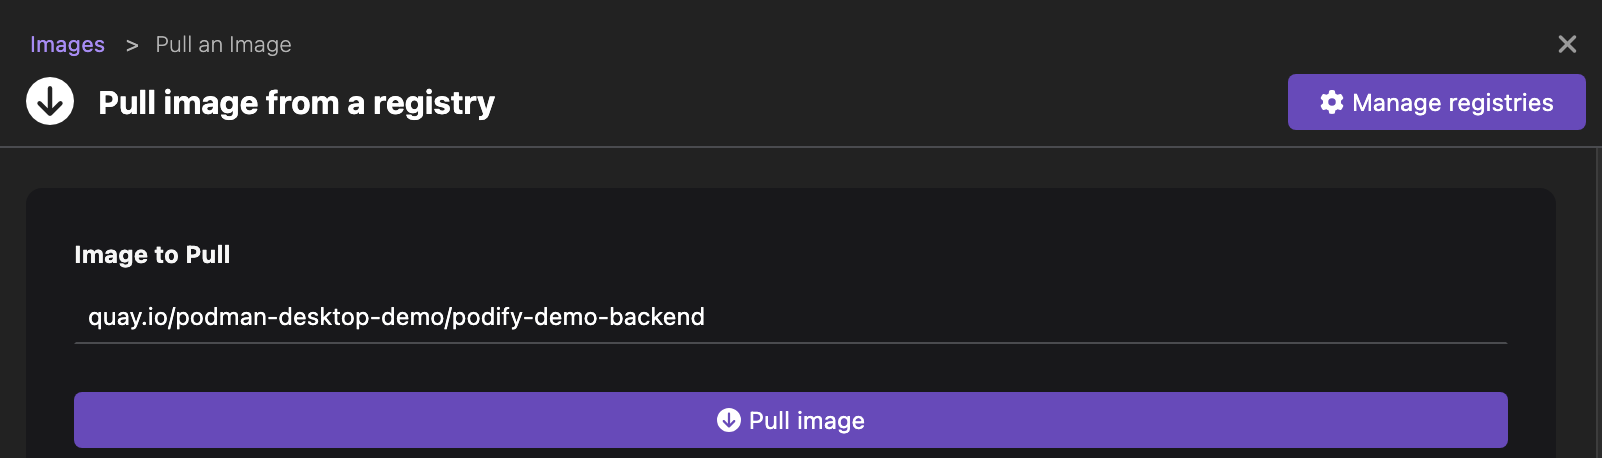 Images > Pull an Image
Pull image from a registry
Manage registries
Image to Pull
quay.io/podman-desktop-demo/podify-demo-backend
Pull image